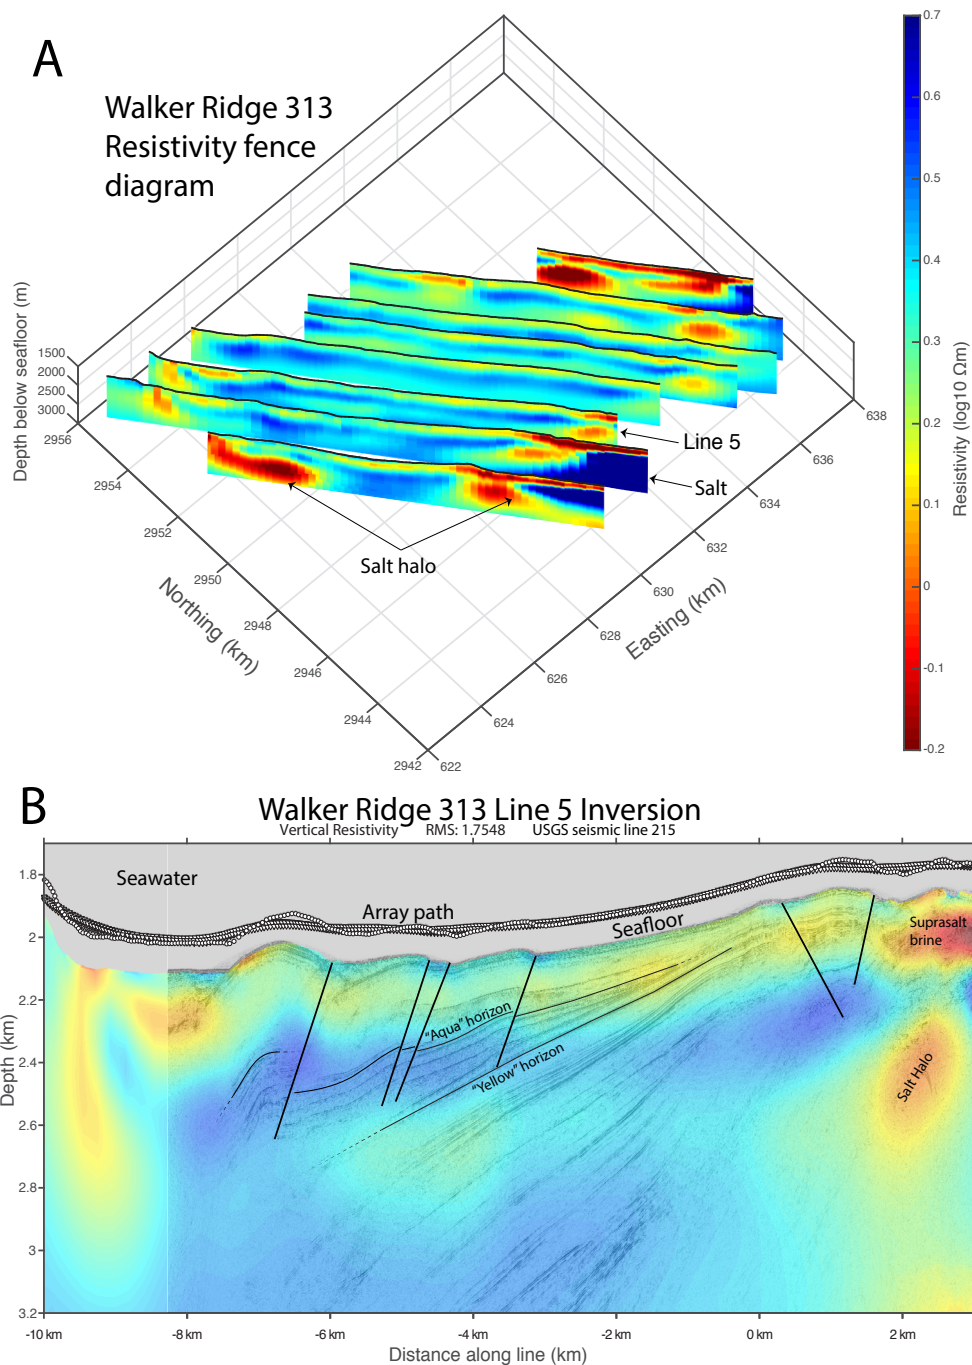 A
Walker Ridge 313
Resistivity fence
diagram
Depth below seafloor (m)
1500
2000
2500
3000
2956
2954
2952
2950
2948
2946
2944
2942
Northing (km)
622
624
626
628
630
632
634
636
638
Easting (km)
Line 5
Salt
Salt halo
0.7
0.6
0.5
0.4
0.3
0.2
0.1
0
-0.1
-0.2
Resistivity (log10 Ωm)
B
Walker Ridge 313 Line 5 Inversion
Vertical Resistivity RMS: 1.7548 USGS seismic line 215
Seawater
Array path
Seafloor
Suprasalt
brine
"Aqua" horizon
"Yellow" horizon
Salt Halo
1.8
2
2.2
2.4
2.6
2.8
3
3.2
Depth (km)
-10 km
-8 km
-6 km
-4 km
-2 km
0 km
2 km
Distance along line (km)